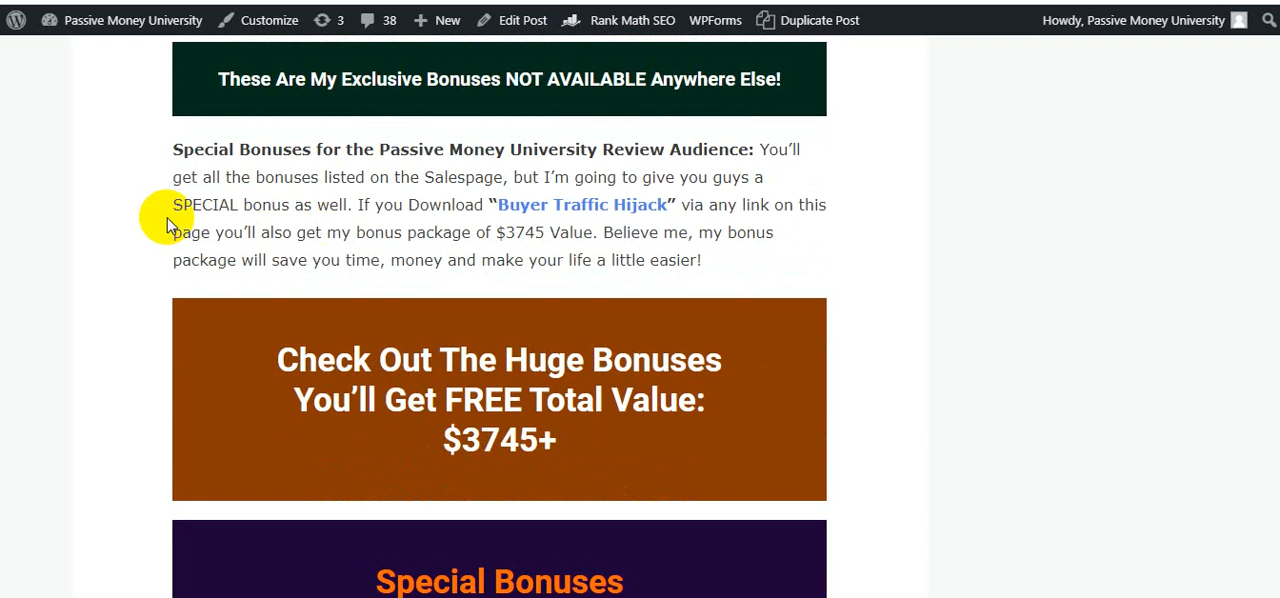 Passive Money University Customize 3 38 New Edit Post Rank Math SEO WPForms Duplicate Post Howdy, Passive Money University
These Are My Exclusive Bonuses NOT AVAILABLE Anywhere Else!
Special Bonuses for the Passive Money University Review Audience: You’ll
get all the bonuses listed on the Salespage, but I’m going to give you guys a
SPECIAL bonus as well. If you Download “Buyer Traffic Hijack” via any link on this
page you’ll also get my bonus package of $3745 Value. Believe me, my bonus
package will save you time, money and make your life a little easier!
Check Out The Huge Bonuses
You’ll Get FREE Total Value:
$3745+
Special Bonuses